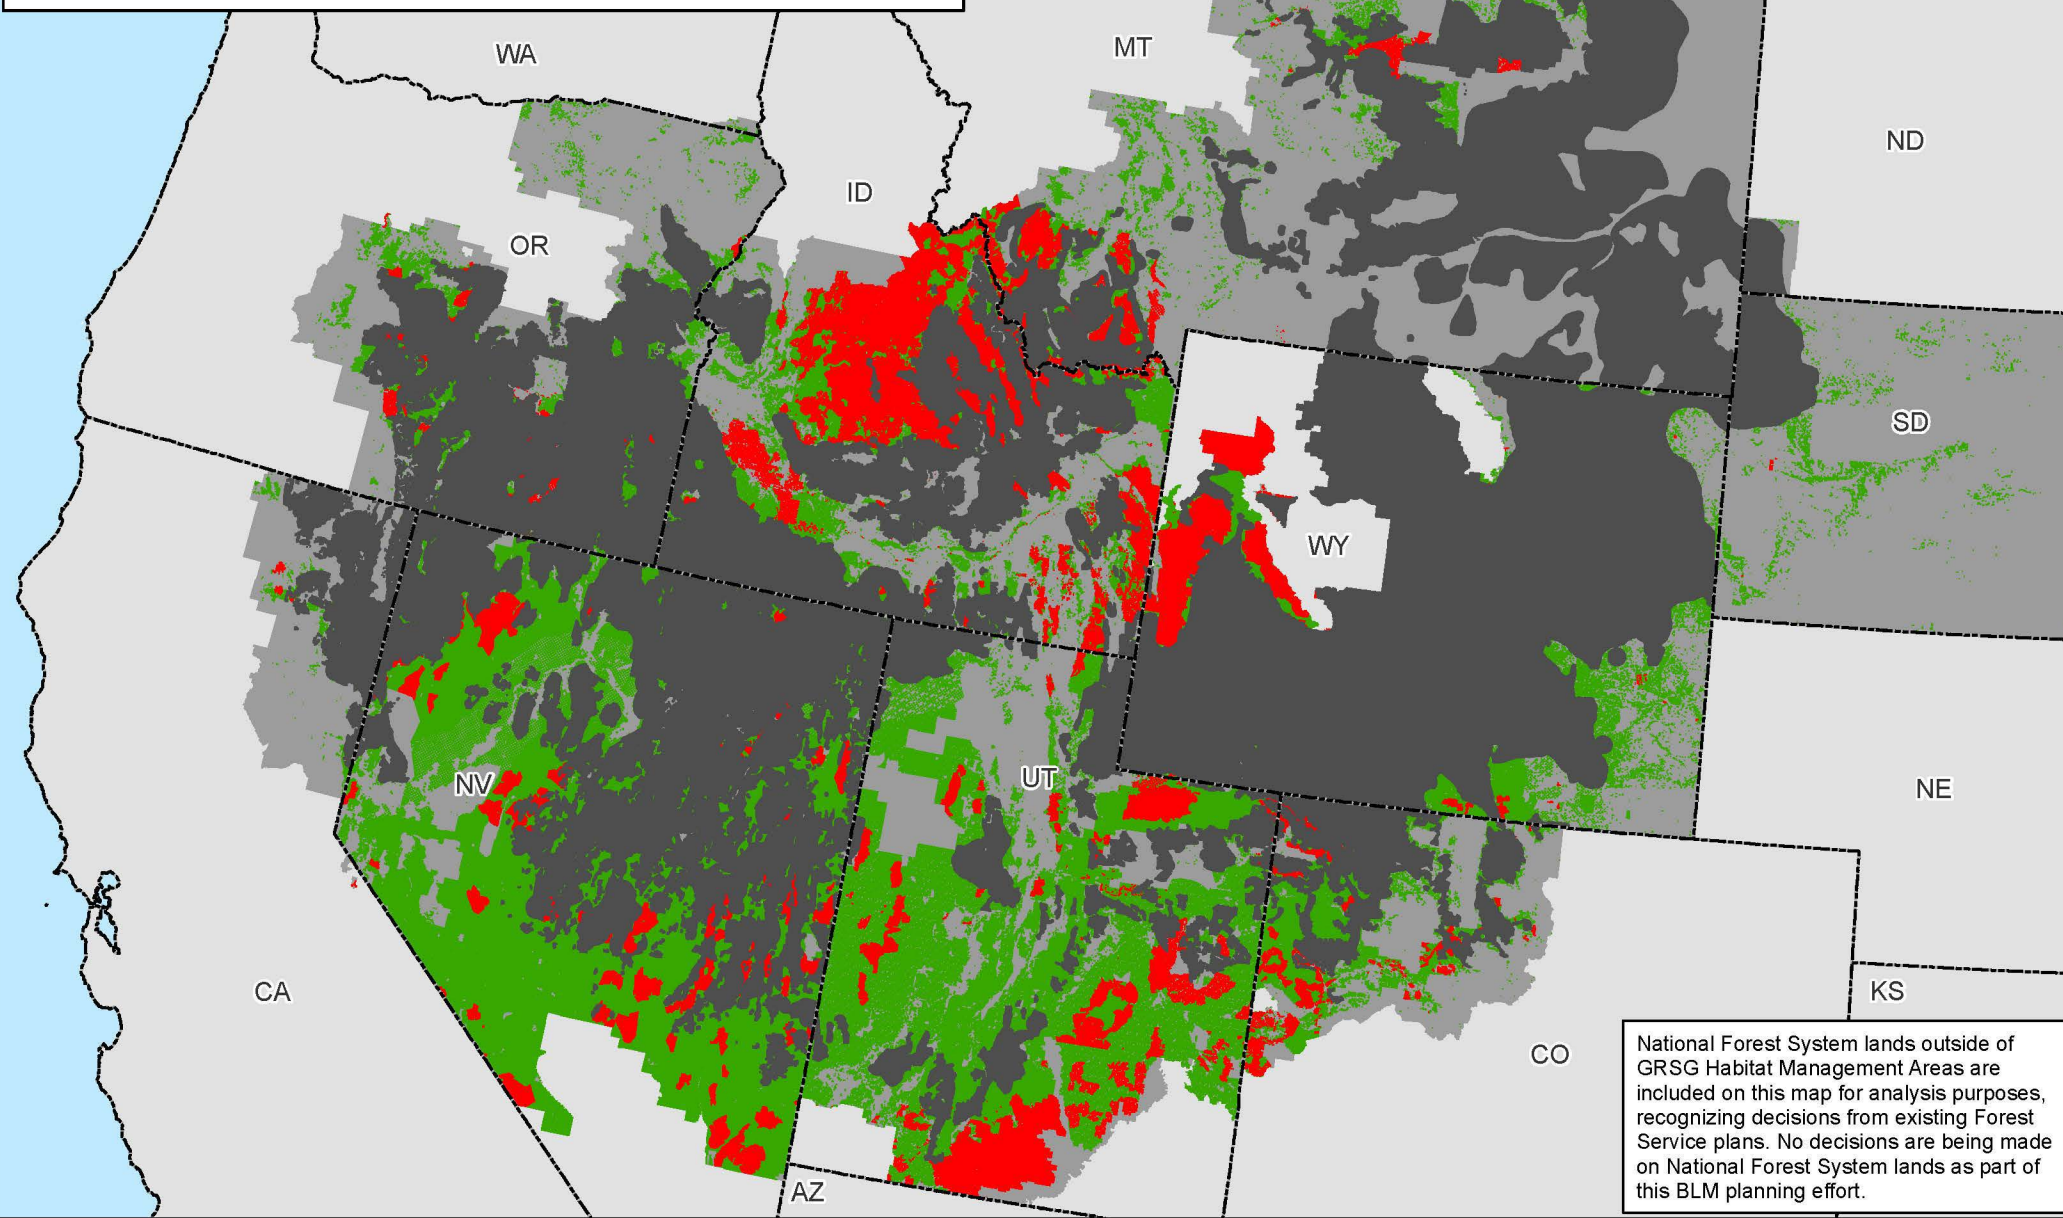 WA
MT
ND
ID
OR
SD
WY
NV
UT
NE
CA
KS
CO
AZ
National Forest System lands outside of
GRSG Habitat Management Areas are
included on this map for analysis purposes,
recognizing decisions from existing Forest
Service plans. No decisions are being made
on National Forest System lands as part of
this BLM planning effort.